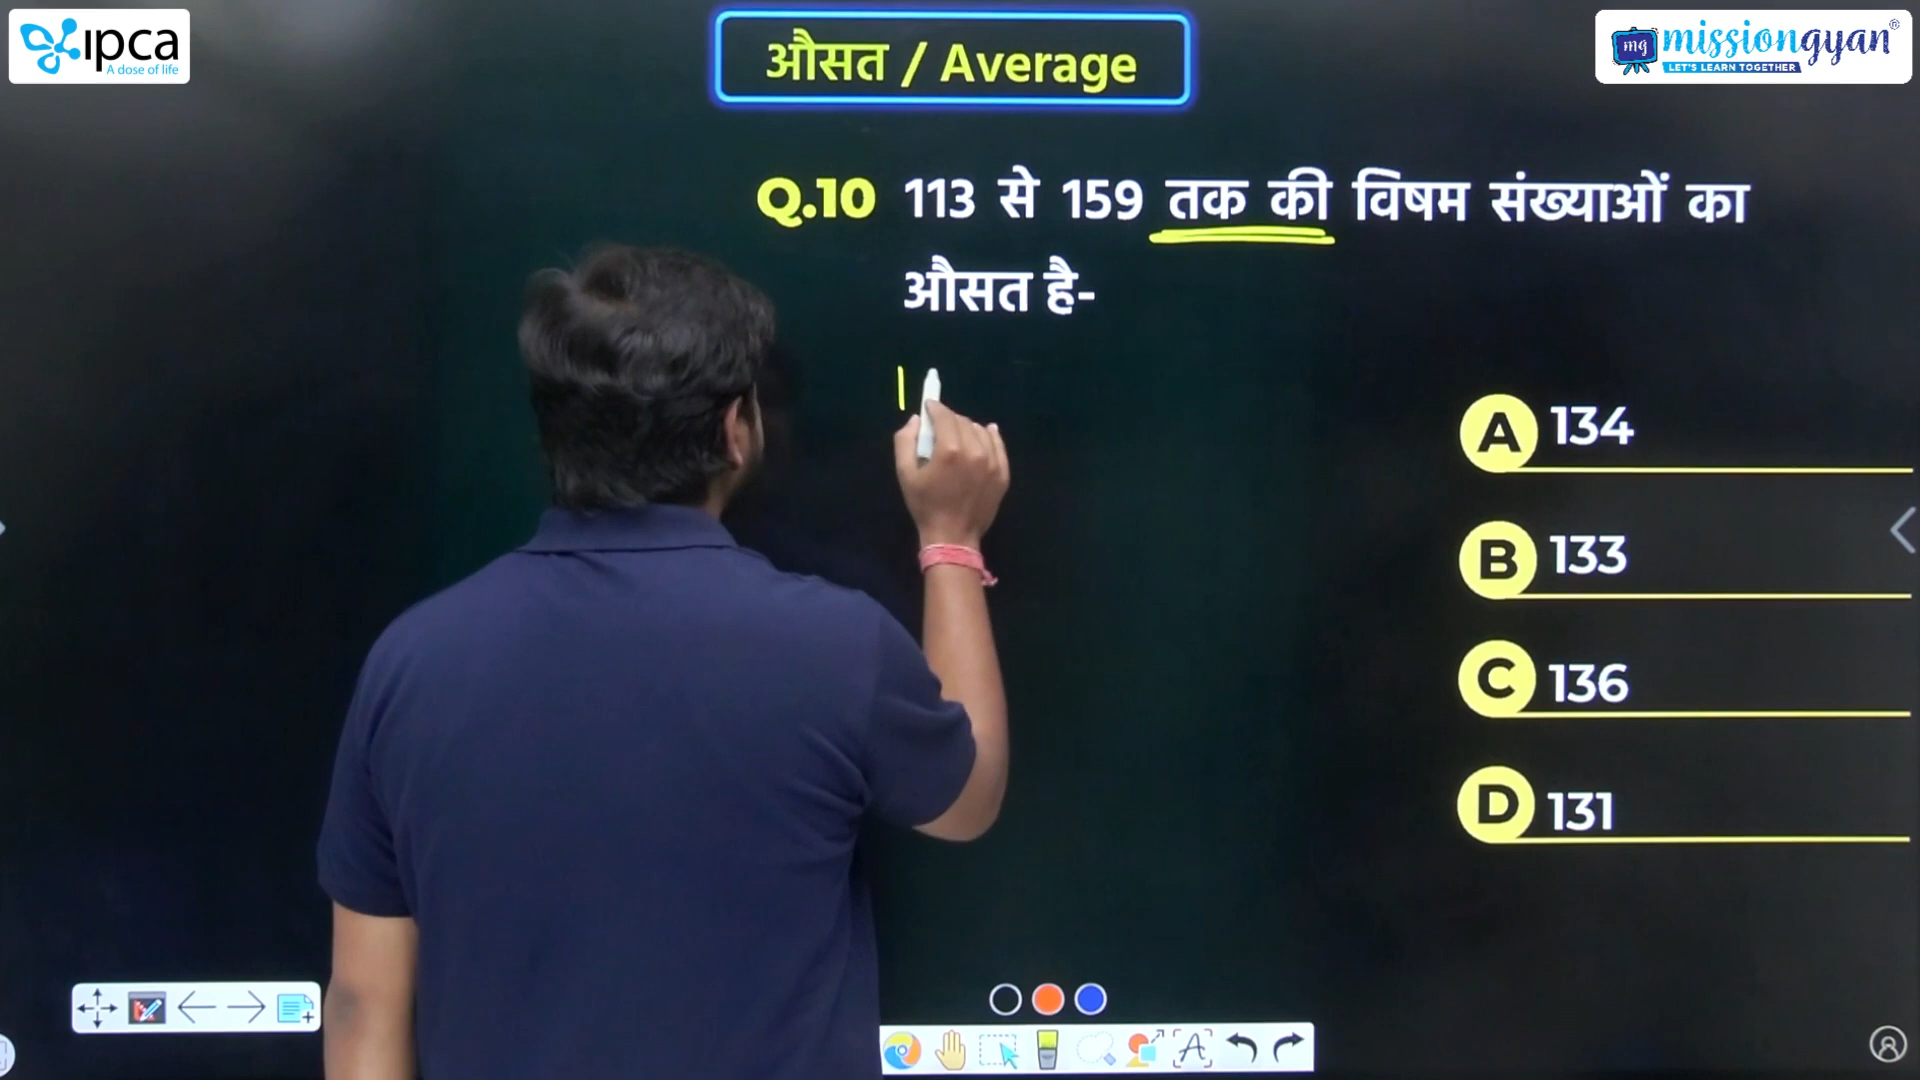 ipca
A dose of life
औसत / Average
mg missiongyan®
LET'S LEARN TOGETHER
Q.10 113 से 159 तक की विषम संख्याओं का
औसत है-
A 134
B 133
C 136
D 131